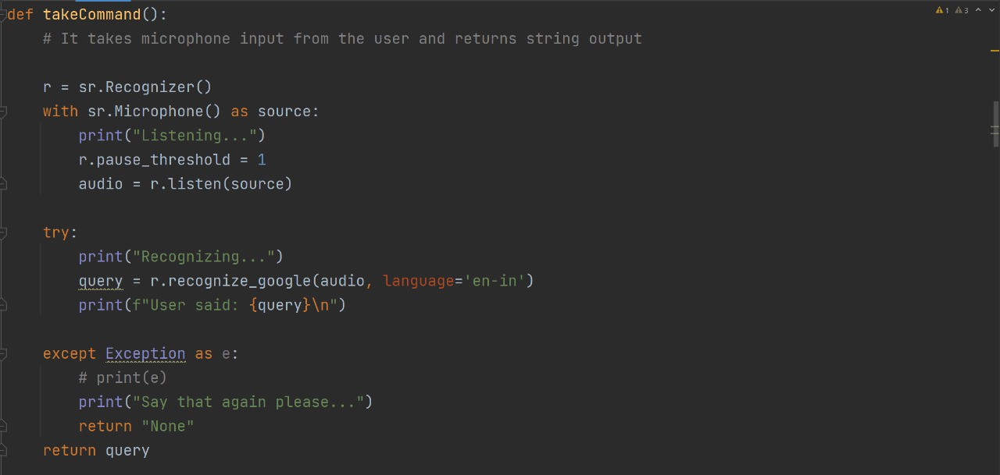 def takeCommand():
    # It takes microphone input from the user and returns string output
    r = sr.Recognizer()
    with sr.Microphone() as source:
        print("Listening...")
        r.pause_threshold = 1
        audio = r.listen(source)
    try:
        print("Recognizing...")
        query = r.recognize_google(audio, language='en-in')
        print(f"User said: {query}\n")
    except Exception as e:
        # print(e)
        print("Say that again please...")
        return "None"
    return query
1 3